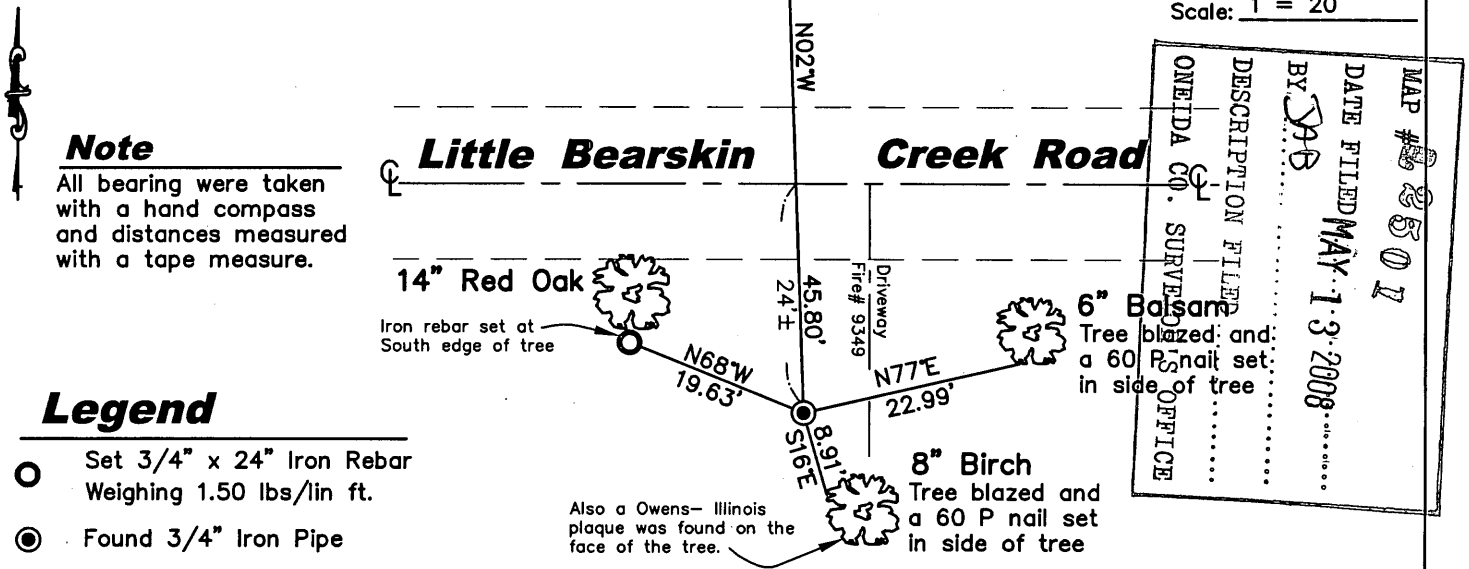 Scale: 1 = 20
N02°W
Note
All bearing were taken
with a hand compass
and distances measured
with a tape measure.
Little Bearskin Creek Road
14” Red Oak
Iron rebar set at
South edge of tree
N68°W
19.63'
45.80'
24'±
Driveway
Fire# 9349
N77°E
22.99'
6” Balsam
Tree blazed and
a 60 P nail set
in side of tree
S16°E
8.91'
8” Birch
Tree blazed and
a 60 P nail set
in side of tree
Also a Owens– Illinois
plaque was found on the
face of the tree.
Legend
Set 3/4” x 24” Iron Rebar
Weighing 1.50 lbs/lin ft.
Found 3/4” Iron Pipe
MAP #
DATE FILED MAY 13 2008
BY JAB
DESCRIPTION FILED
ONEIDA CO. SURVEYOR'S OFFICE